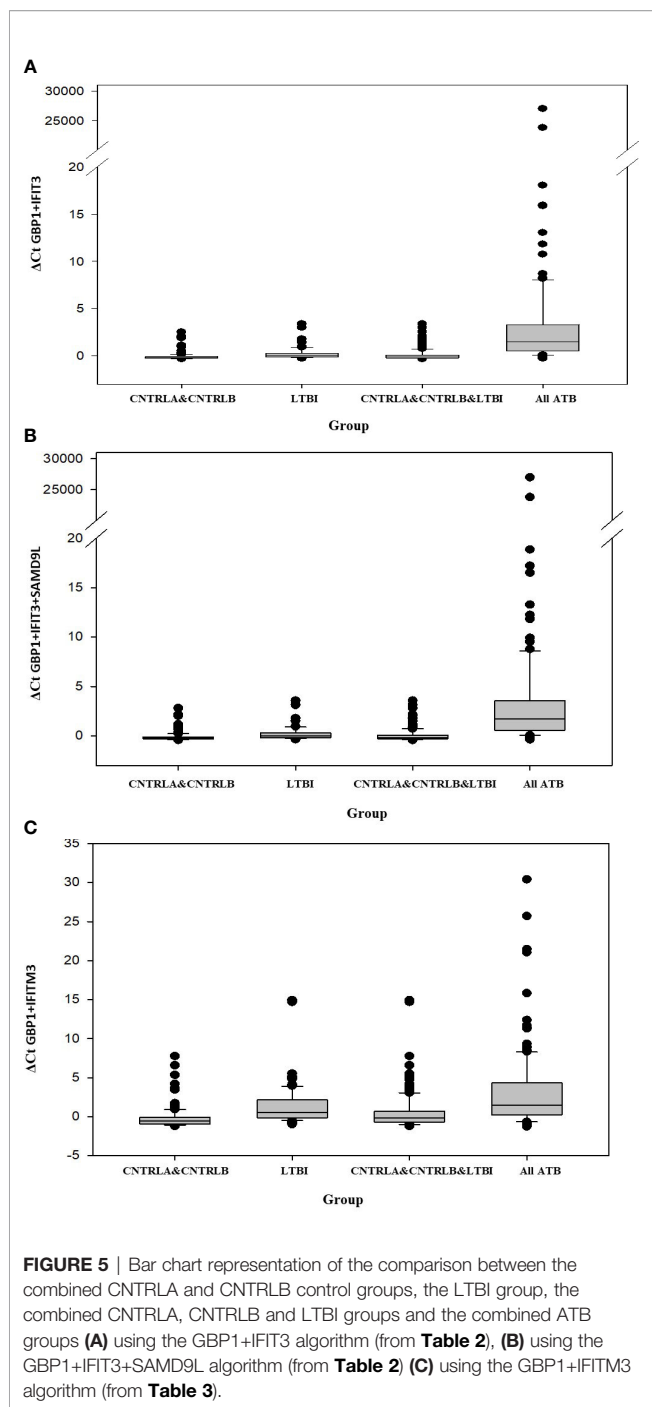 A
30000
25000
20
15
10
5
0
ΔCt GBP1+IFIT3
CNTRLA&CNTRLB LTBI CNTRLA&CNTRLB&LTBI All ATB
Group
B
30000
25000
20
15
10
5
0
ΔCt GBP1+IFIT3+SAMD9L
CNTRLA&CNTRLB LTBI CNTRLA&CNTRLB&LTBI All ATB
Group
C
35
30
25
20
15
10
5
0
-5
ΔCt GBP1+IFITM3
CNTRLA&CNTRLB LTBI CNTRLA&CNTRLB&LTBI All ATB
Group
FIGURE 5 | Bar chart representation of the comparison between the
combined CNTRLA and CNTRLB control groups, the LTBI group, the
combined CNTRLA, CNTRLB and LTBI groups and the combined ATB
groups (A) using the GBP1+IFIT3 algorithm (from Table 2), (B) using the
GBP1+IFIT3+SAMD9L algorithm (from Table 2) (C) using the GBP1+IFITM3
algorithm (from Table 3).